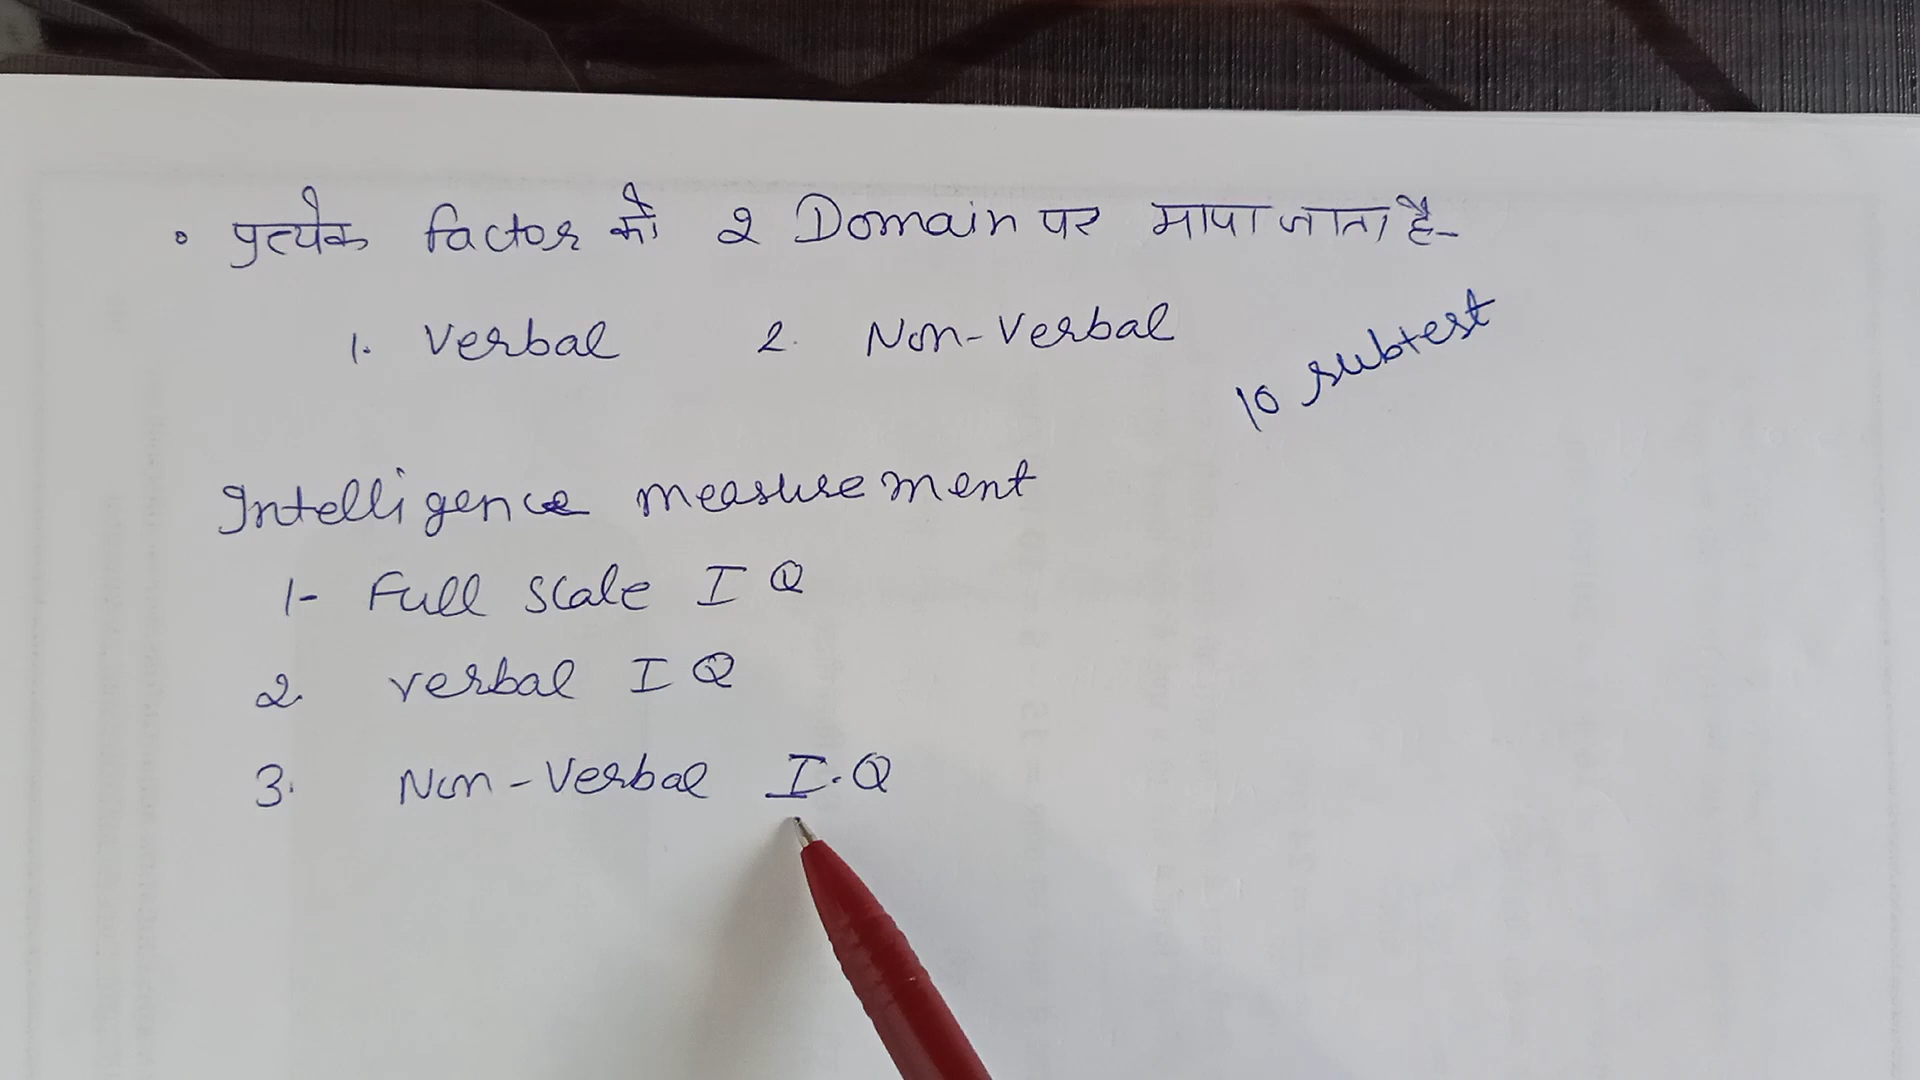 • प्रत्येक factor को 2 Domain पर मापा जाता है-
1. Verbal 2. Non-Verbal
10 subtest
Intelligence measurement
1- Full scale I Q
2 verbal I Q
3. Non-Verbal I.Q